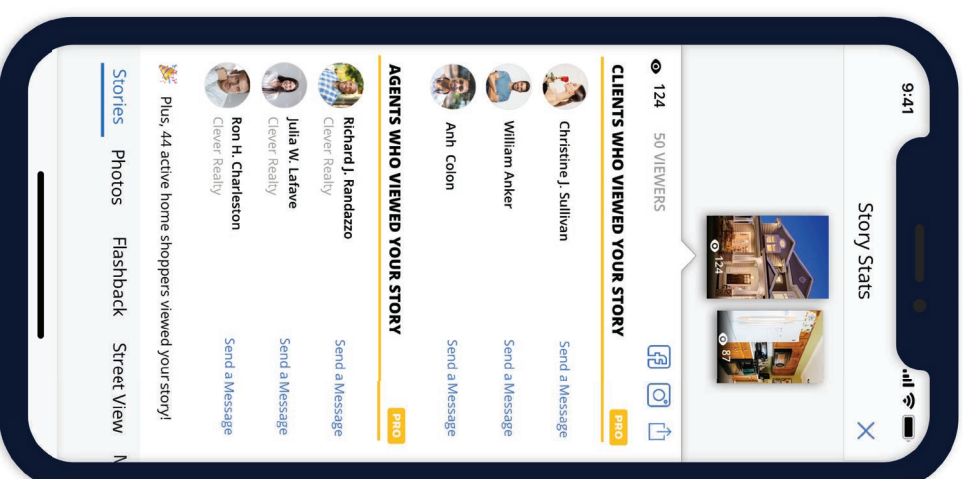 9:41
Story Stats
124
87
124 50 VIEWERS
CLIENTS WHO VIEWED YOUR STORY PRO
Christine J. Sullivan Send a Message
William Anker Send a Message
Anh Colon Send a Message
AGENTS WHO VIEWED YOUR STORY PRO
Richard J. Randazzo Send a Message
Clever Realty
Julia W. Lafave Send a Message
Clever Realty
Ron H. Charleston Send a Message
Clever Realty
Plus, 44 active home shoppers viewed your story!
Stories Photos Flashback Street View